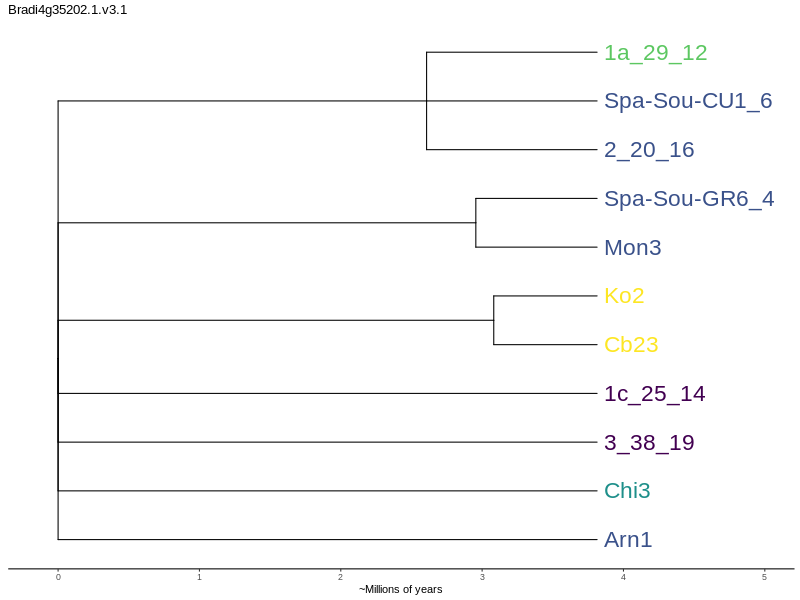 Bradi4g35202.1.v3.1
1a_29_12
Spa-Sou-CU1_6
2_20_16
Spa-Sou-GR6_4
Mon3
Ko2
Cb23
1c_25_14
3_38_19
Chi3
Arn1
0 1 2 3 4 5
~Millions of years